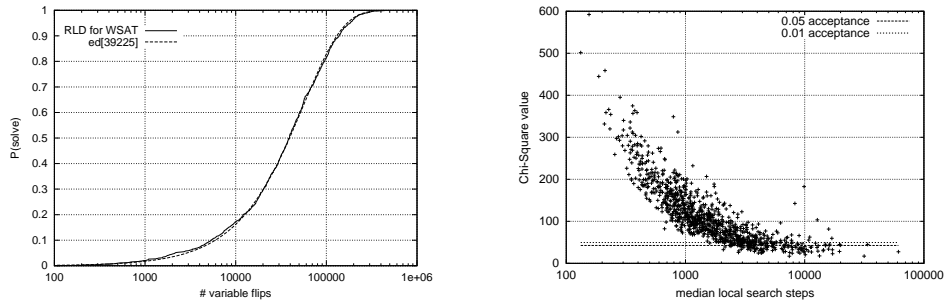 1
0.9
0.8
0.7
0.6
0.5
0.4
0.3
0.2
0.1
0
P(solve)
RLD for WSAT
ed[39225]
100
1000
10000
100000
1e+06
# variable flips
600
500
400
300
200
100
0
Chi-Square value
0.05 acceptance
0.01 acceptance
100
1000
10000
100000
median local search steps